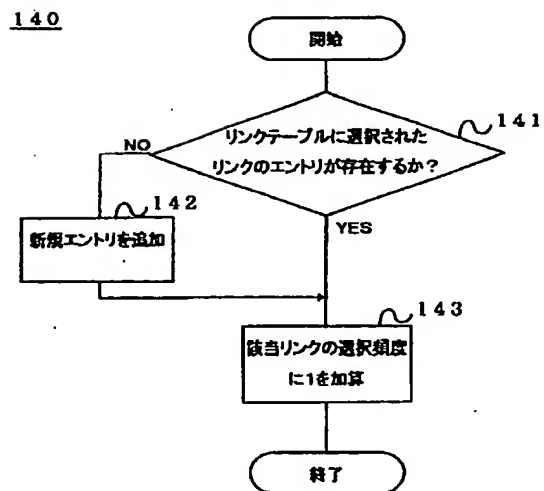 １４０
開始
リンクテーブルに選択された
リンクのエントリが存在するか？
１４１
NO
YES
１４２
新規エントリを追加
１４３
該当リンクの選択頻度
に1を加算
終了